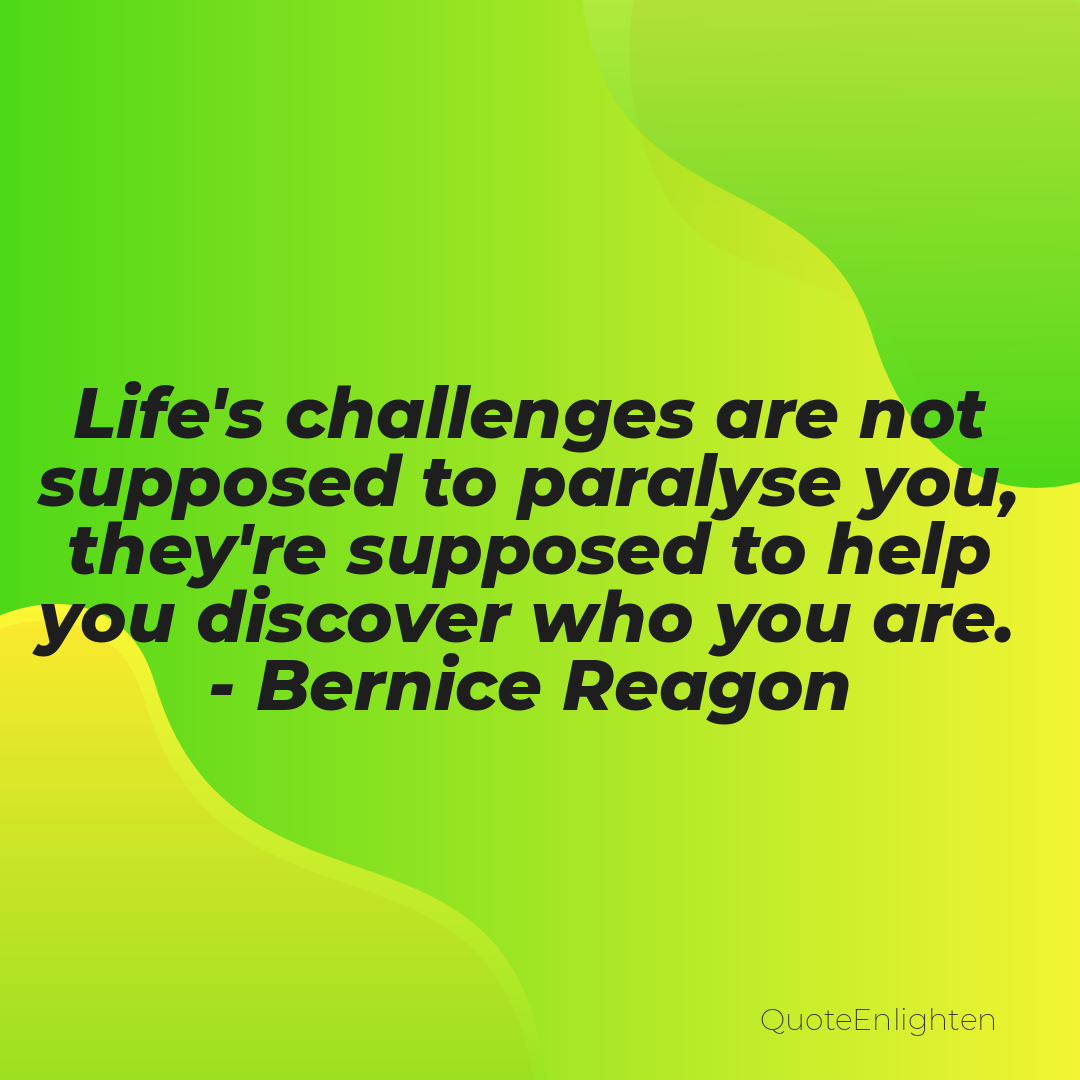 Life's challenges are not
supposed to paralyse you,
they're supposed to help
you discover who you are.
- Bernice Reagon
QuoteEnlighten